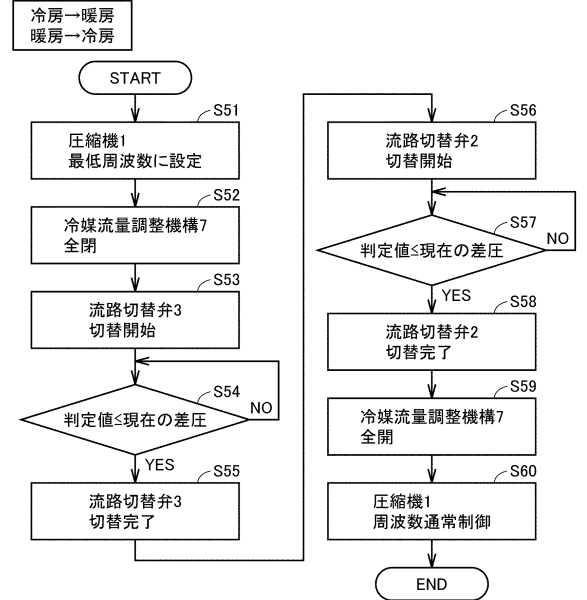 冷房→暖房
暖房→冷房
START
S51
圧縮機1
最低周波数に設定
S52
冷媒流量調整機構7
全閉
S53
流路切替弁3
切替開始
S54
判定値≦現在の差圧
NO
YES
S55
流路切替弁3
切替完了
S56
流路切替弁2
切替開始
S57
判定値≦現在の差圧
NO
YES
S58
流路切替弁2
切替完了
S59
冷媒流量調整機構7
全開
S60
圧縮機1
周波数通常制御
END